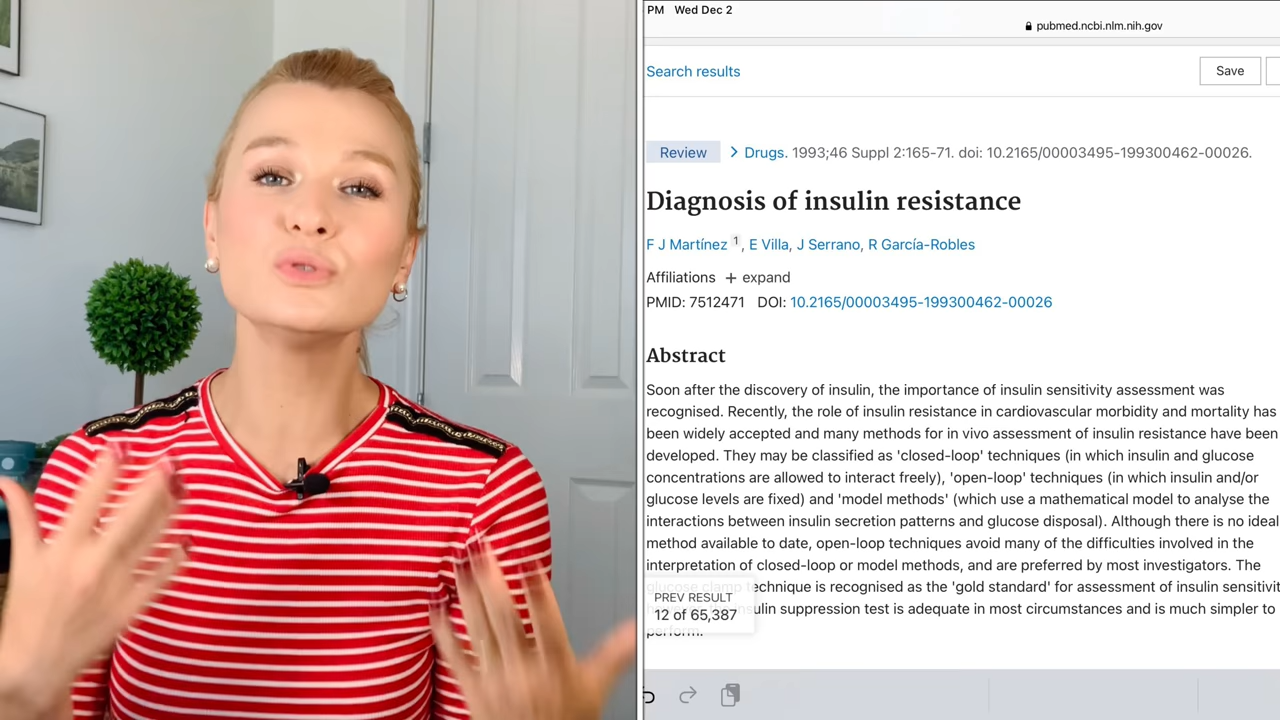 PM Wed Dec 2
pubmed.ncbi.nlm.nih.gov
Search results
Save
Review
Drugs. 1993;46 Suppl 2:165-71. doi: 10.2165/00003495-199300462-00026.
Diagnosis of insulin resistance
F J Martínez 1, E Villa, J Serrano, R García-Robles
Affiliations + expand
PMID: 7512471 DOI: 10.2165/00003495-199300462-00026
Abstract
Soon after the discovery of insulin, the importance of insulin sensitivity assessment was
recognised. Recently, the role of insulin resistance in cardiovascular morbidity and mortality has
been widely accepted and many methods for in vivo assessment of insulin resistance have been
developed. They may be classified as 'closed-loop' techniques (in which insulin and glucose
concentrations are allowed to interact freely), 'open-loop' techniques (in which insulin and/or
glucose levels are fixed) and 'model methods' (which use a mathematical model to analyse the
interactions between insulin secretion patterns and glucose disposal). Although there is no ideal
method available to date, open-loop techniques avoid many of the difficulties involved in the
interpretation of closed-loop or model methods, and are preferred by most investigators. The
glucose clamp technique is recognised as the 'gold standard' for assessment of insulin sensitivit
insulin suppression test is adequate in most circumstances and is much simpler to
perform.
PREV RESULT
12 of 65,387